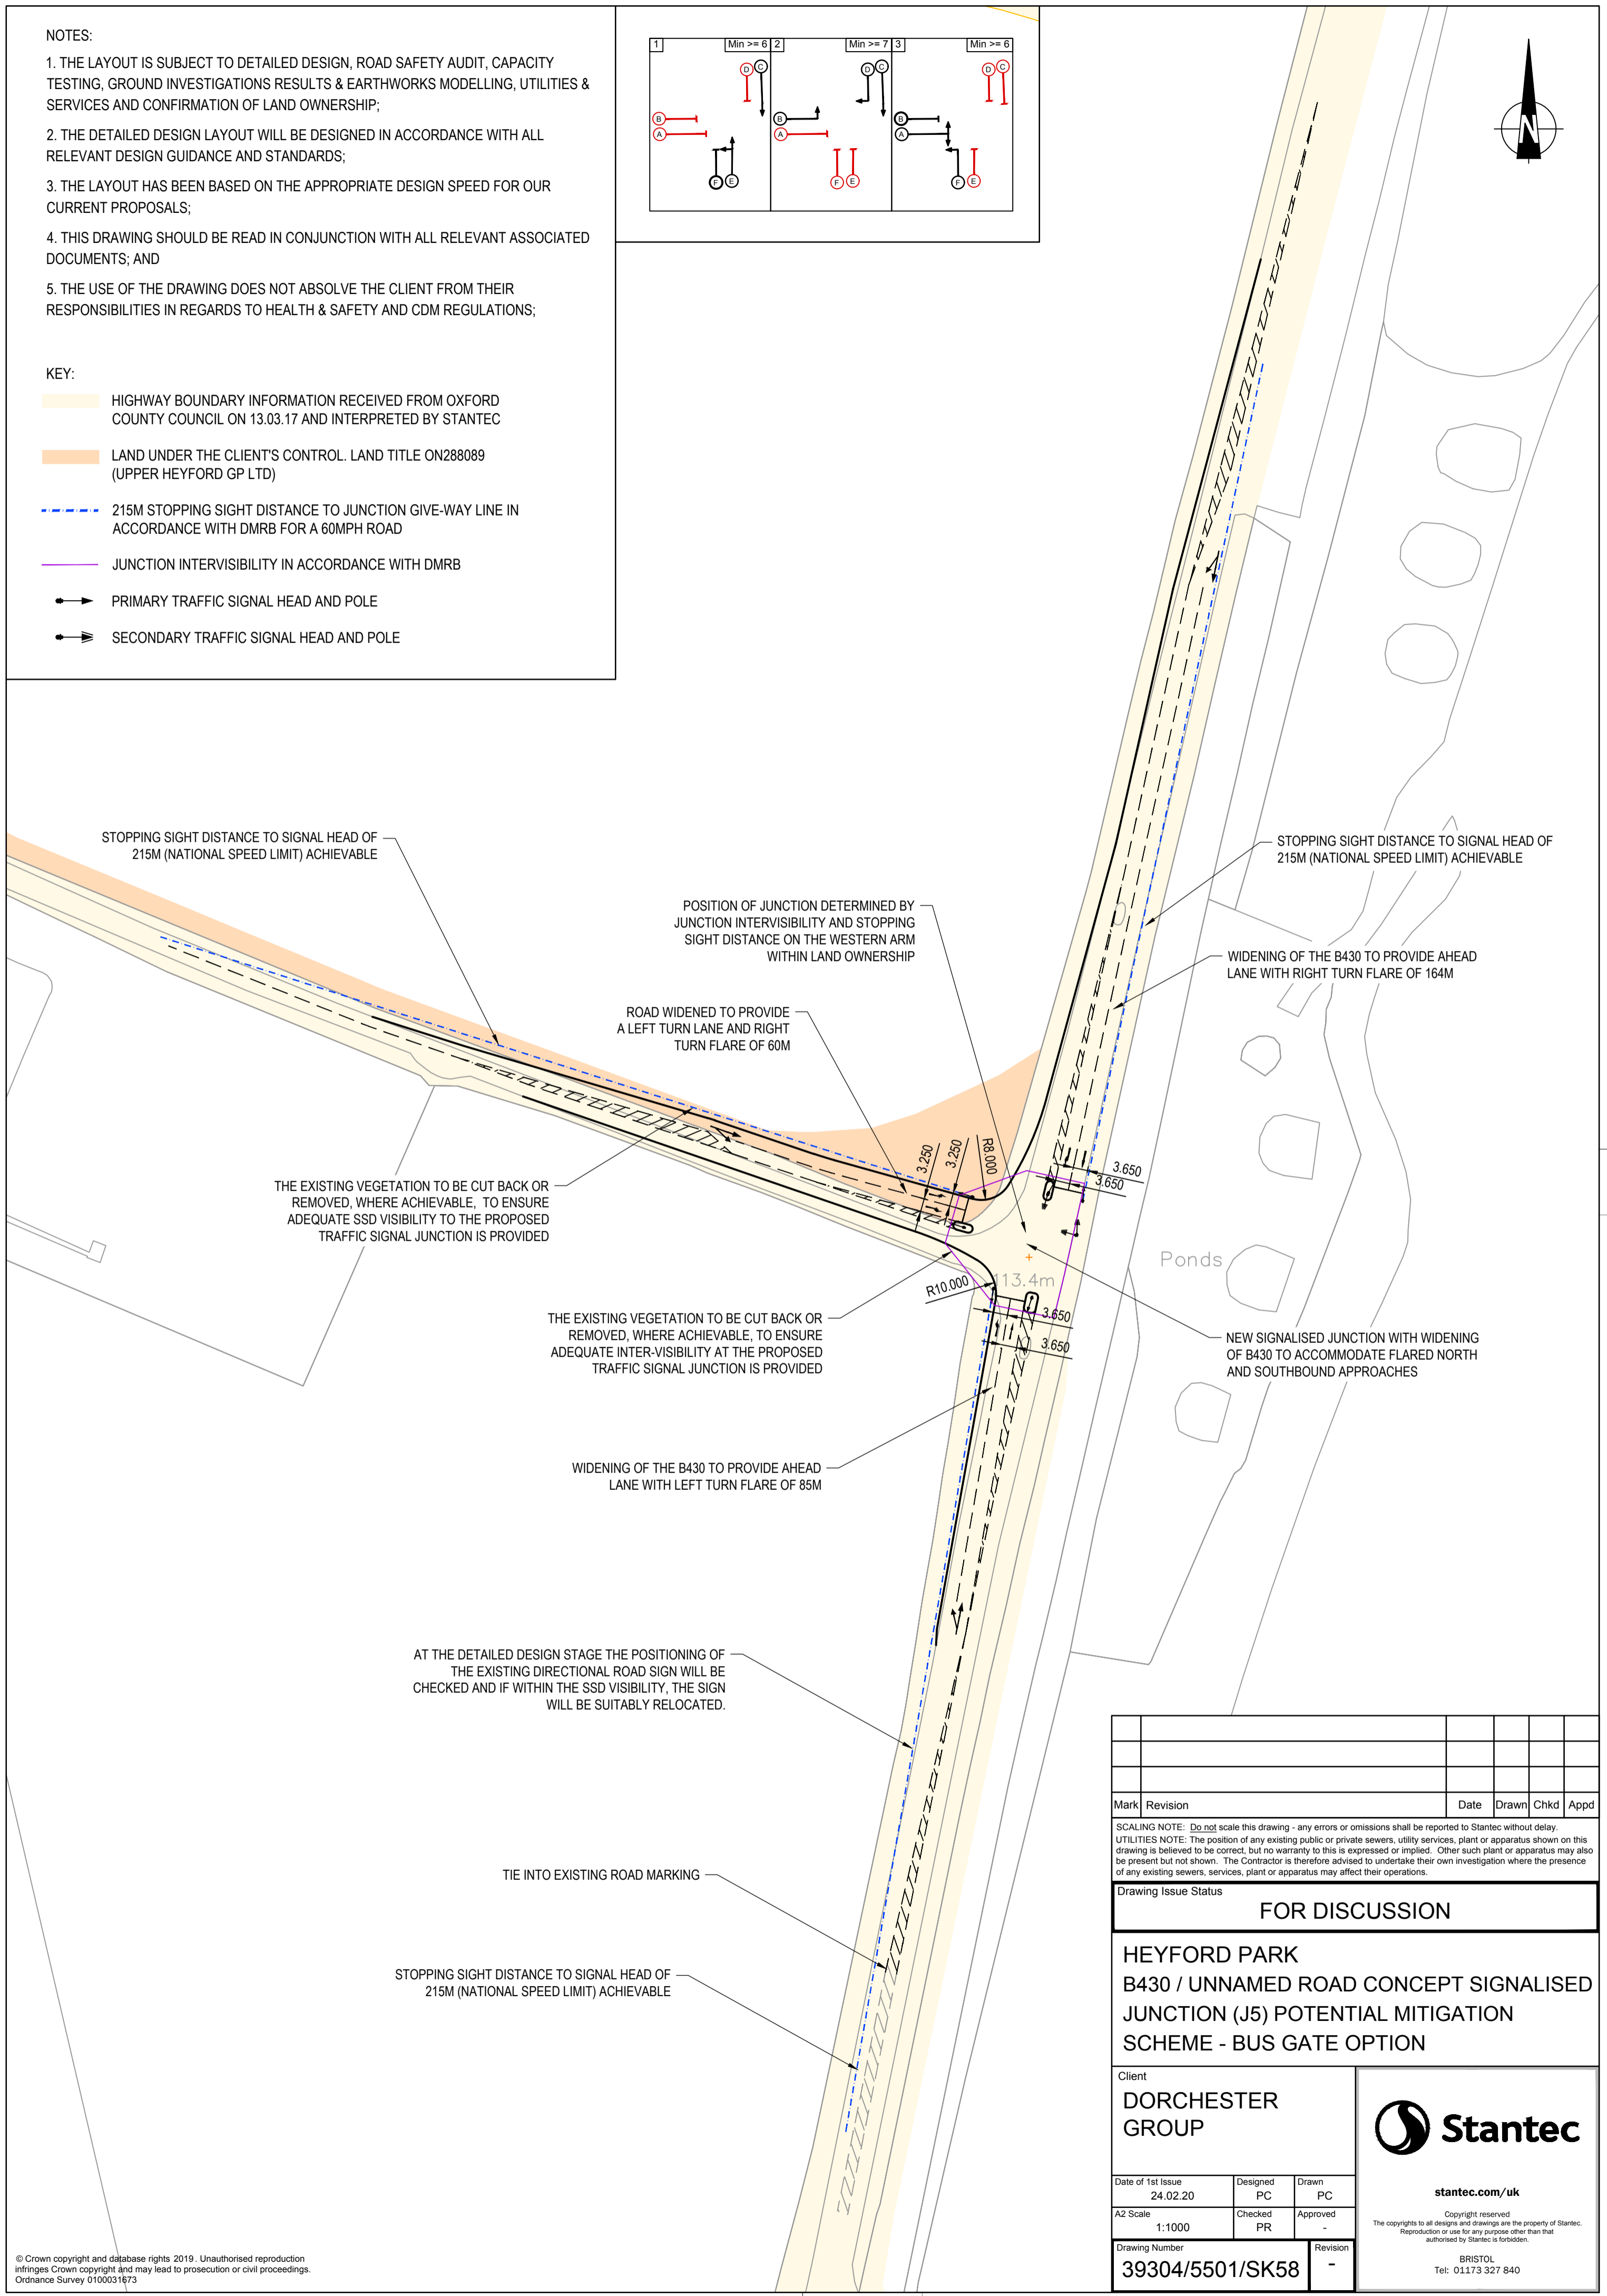 NOTES:
1. THE LAYOUT IS SUBJECT TO DETAILED DESIGN, ROAD SAFETY AUDIT, CAPACITY
TESTING, GROUND INVESTIGATIONS RESULTS & EARTHWORKS MODELLING, UTILITIES &
SERVICES AND CONFIRMATION OF LAND OWNERSHIP;
2. THE DETAILED DESIGN LAYOUT WILL BE DESIGNED IN ACCORDANCE WITH ALL
RELEVANT DESIGN GUIDANCE AND STANDARDS;
3. THE LAYOUT HAS BEEN BASED ON THE APPROPRIATE DESIGN SPEED FOR OUR
CURRENT PROPOSALS;
4. THIS DRAWING SHOULD BE READ IN CONJUNCTION WITH ALL RELEVANT ASSOCIATED
DOCUMENTS; AND
5. THE USE OF THE DRAWING DOES NOT ABSOLVE THE CLIENT FROM THEIR
RESPONSIBILITIES IN REGARDS TO HEALTH & SAFETY AND CDM REGULATIONS;
KEY:
HIGHWAY BOUNDARY INFORMATION RECEIVED FROM OXFORD
COUNTY COUNCIL ON 13.03.17 AND INTERPRETED BY STANTEC
LAND UNDER THE CLIENT'S CONTROL. LAND TITLE ON288089
(UPPER HEYFORD GP LTD)
215M STOPPING SIGHT DISTANCE TO JUNCTION GIVE-WAY LINE IN
ACCORDANCE WITH DMRB FOR A 60MPH ROAD
JUNCTION INTERVISIBILITY IN ACCORDANCE WITH DMRB
PRIMARY TRAFFIC SIGNAL HEAD AND POLE
SECONDARY TRAFFIC SIGNAL HEAD AND POLE
1 Min >= 6 2 Min >= 7 3 Min >= 6
D C D C D C
B B B
A A A
F E F E F E
N
STOPPING SIGHT DISTANCE TO SIGNAL HEAD OF
215M (NATIONAL SPEED LIMIT) ACHIEVABLE
STOPPING SIGHT DISTANCE TO SIGNAL HEAD OF
215M (NATIONAL SPEED LIMIT) ACHIEVABLE
POSITION OF JUNCTION DETERMINED BY
JUNCTION INTERVISIBILITY AND STOPPING
SIGHT DISTANCE ON THE WESTERN ARM
WITHIN LAND OWNERSHIP
WIDENING OF THE B430 TO PROVIDE AHEAD
LANE WITH RIGHT TURN FLARE OF 164M
ROAD WIDENED TO PROVIDE
A LEFT TURN LANE AND RIGHT
TURN FLARE OF 60M
3.250
3.250
R8.000
3.650
3.650
THE EXISTING VEGETATION TO BE CUT BACK OR
REMOVED, WHERE ACHIEVABLE, TO ENSURE
ADEQUATE SSD VISIBILITY TO THE PROPOSED
TRAFFIC SIGNAL JUNCTION IS PROVIDED
Ponds
113.4m
R10.000
3.650
3.650
THE EXISTING VEGETATION TO BE CUT BACK OR
REMOVED, WHERE ACHIEVABLE, TO ENSURE
ADEQUATE INTER-VISIBILITY AT THE PROPOSED
TRAFFIC SIGNAL JUNCTION IS PROVIDED
NEW SIGNALISED JUNCTION WITH WIDENING
OF B430 TO ACCOMMODATE FLARED NORTH
AND SOUTHBOUND APPROACHES
WIDENING OF THE B430 TO PROVIDE AHEAD
LANE WITH LEFT TURN FLARE OF 85M
AT THE DETAILED DESIGN STAGE THE POSITIONING OF
THE EXISTING DIRECTIONAL ROAD SIGN WILL BE
CHECKED AND IF WITHIN THE SSD VISIBILITY, THE SIGN
WILL BE SUITABLY RELOCATED.
TIE INTO EXISTING ROAD MARKING
STOPPING SIGHT DISTANCE TO SIGNAL HEAD OF
215M (NATIONAL SPEED LIMIT) ACHIEVABLE
Mark Revision Date Drawn Chkd Appd
SCALING NOTE: Do not scale this drawing - any errors or omissions shall be reported to Stantec without delay.
UTILITIES NOTE: The position of any existing public or private sewers, utility services, plant or apparatus shown on this
drawing is believed to be correct, but no warranty to this is expressed or implied. Other such plant or apparatus may also
be present but not shown. The Contractor is therefore advised to undertake their own investigation where the presence
of any existing sewers, services, plant or apparatus may affect their operations.
Drawing Issue Status
FOR DISCUSSION
HEYFORD PARK
B430 / UNNAMED ROAD CONCEPT SIGNALISED
JUNCTION (J5) POTENTIAL MITIGATION
SCHEME - BUS GATE OPTION
Client
DORCHESTER
GROUP
Stantec
stantec.com/uk
Copyright reserved
The copyrights to all designs and drawings are the property of Stantec.
Reproduction or use for any purpose other than that
authorised by Stantec is forbidden.
BRISTOL
Tel: 01173 327 840
Date of 1st Issue Designed Drawn
24.02.20 PC PC
A2 Scale Checked Approved
1:1000 PR -
Drawing Number Revision
39304/5501/SK58 -
© Crown copyright and database rights 2019. Unauthorised reproduction
infringes Crown copyright and may lead to prosecution or civil proceedings.
Ordnance Survey 0100031673